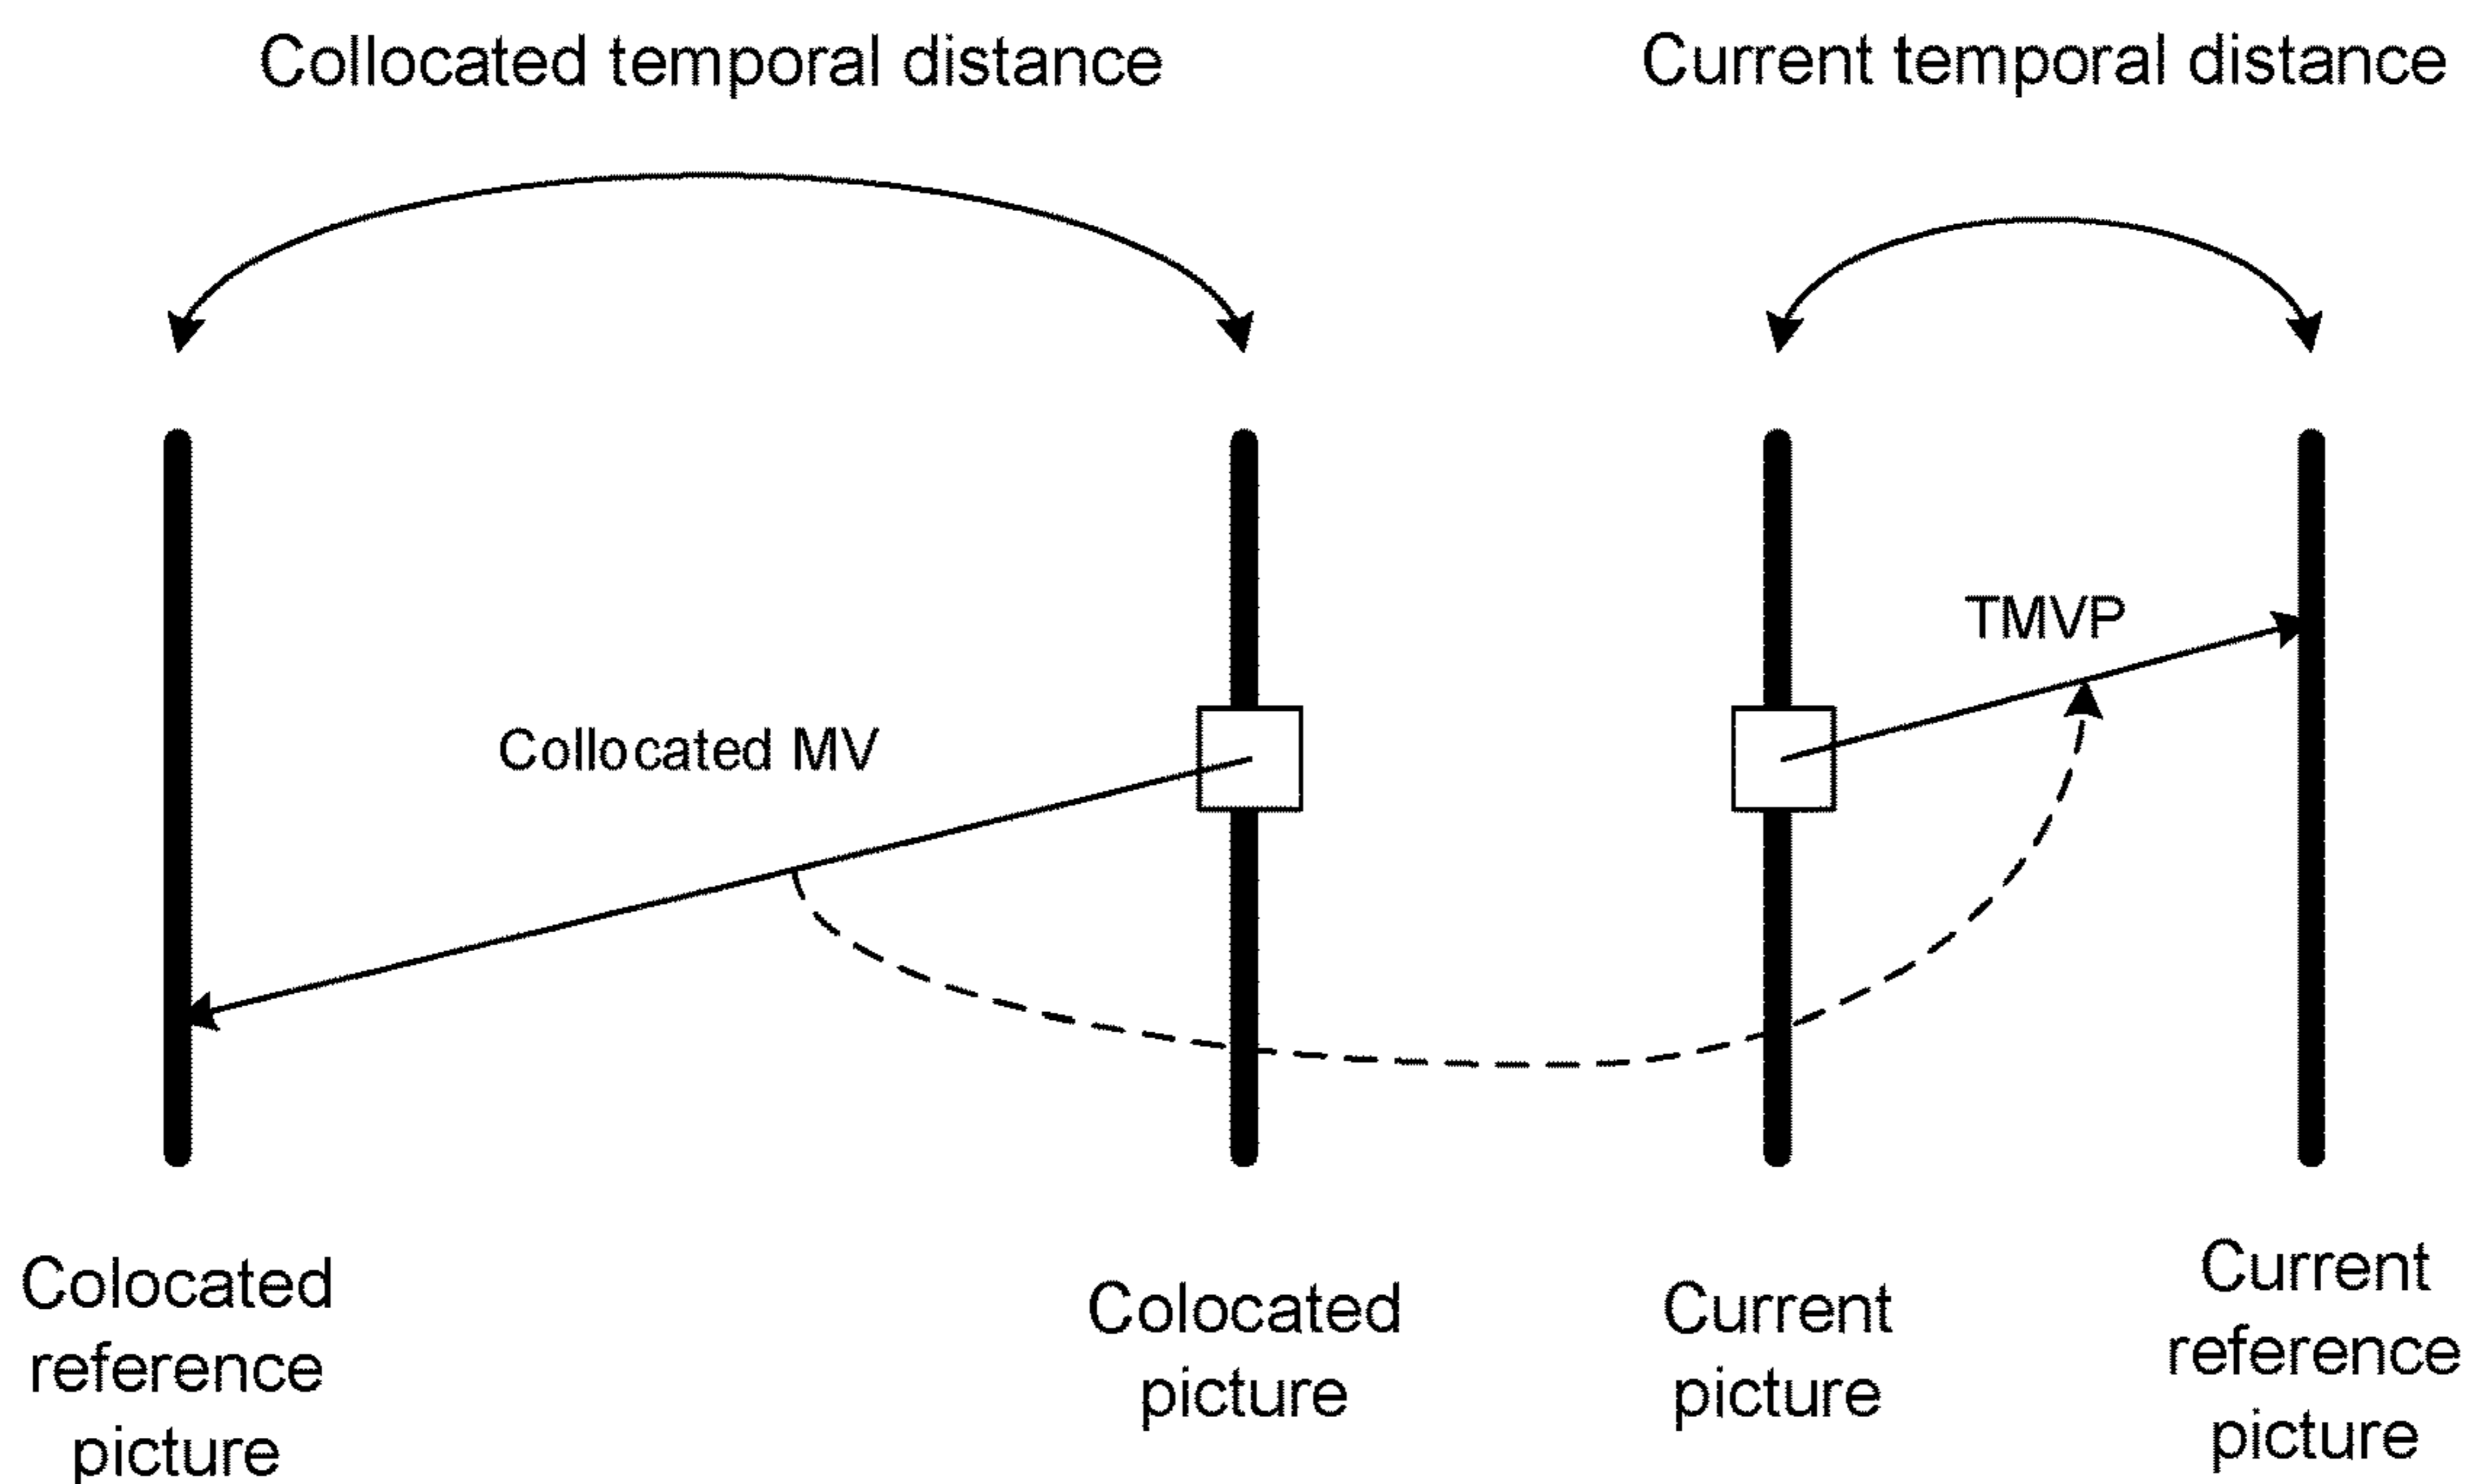 Collocated temporal distance
Current temporal distance
TMVP
Collocated MV
Colocated
reference
picture
Colocated
picture
Current
picture
Current
reference
picture